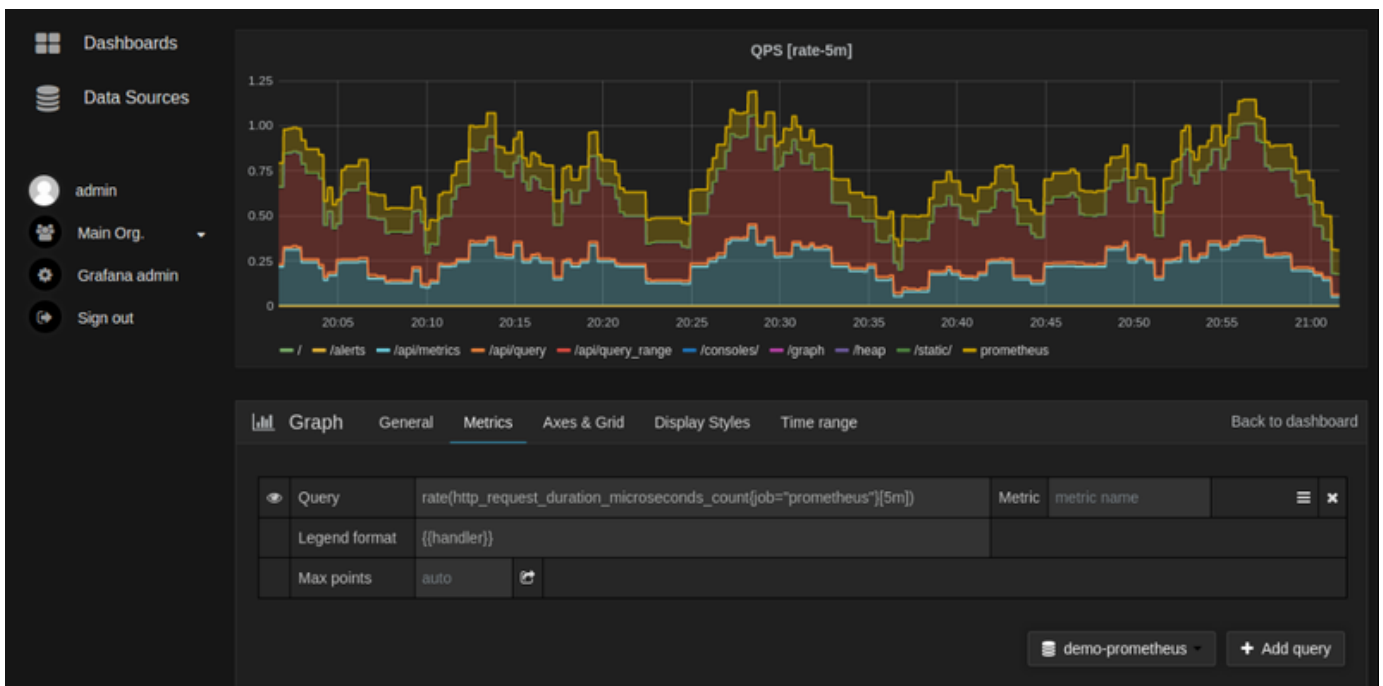 Dashboards
Data Sources
admin
Main Org.
Grafana admin
Sign out
QPS [rate-5m]
1.25
1.00
0.75
0.50
0.25
0
20:05 20:10 20:15 20:20 20:25 20:30 20:35 20:40 20:45 20:50 20:55 21:00
/ /alerts /api/metrics /api/query /api/query_range /consoles/ /graph /heap /static/ prometheus
Graph General Metrics Axes & Grid Display Styles Time range Back to dashboard
Query rate(http_request_duration_microseconds_count{job="prometheus"}[5m]) Metric metric name
Legend format {{handler}}
Max points auto
demo-prometheus Add query